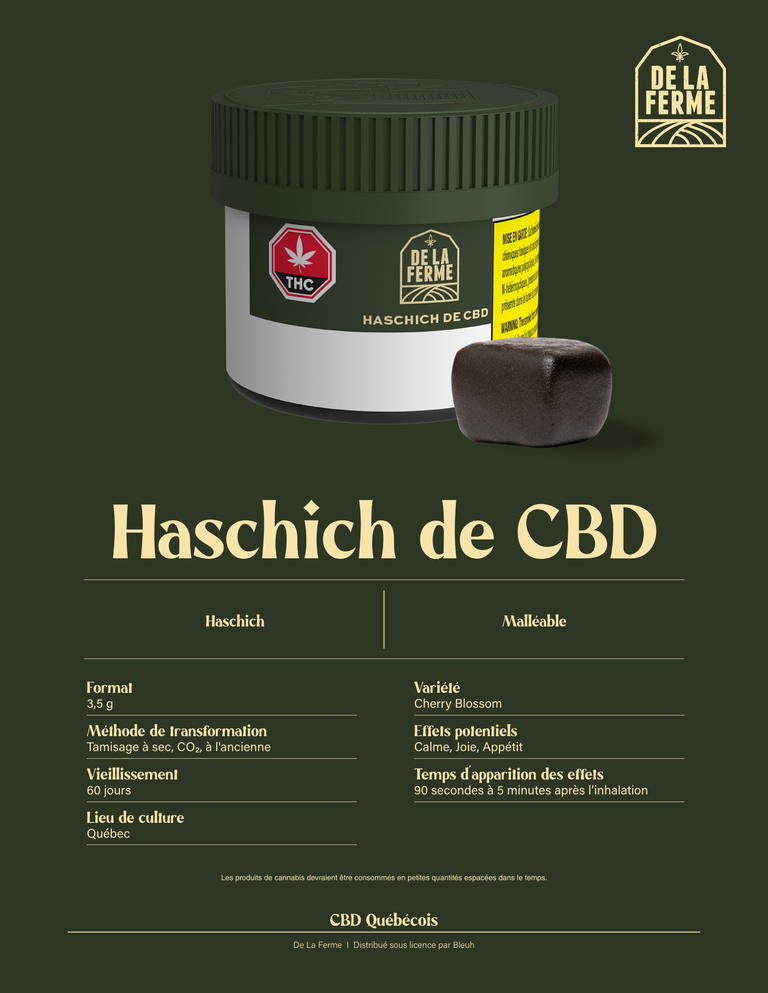 DE LA
FERME
THC
DE LA
FERME
HASCHICH DE CBD
MISE EN GARDE:
chimiques toxiques
WARNING:
Haschich de CBD
Haschich
Malléable
Format
3,5 g
Méthode de transformation
Tamisage à sec, CO₂, à l'ancienne
Vieillissement
60 jours
Lieu de culture
Québec
Variété
Cherry Blossom
Effets potentiels
Calme, Joie, Appétit
Temps d'apparition des effets
90 secondes à 5 minutes après l'inhalation
Les produits de cannabis devraient être consommés en petites quantités espacées dans le temps.
CBD Québécois
De La Ferme | Distribué sous licence par Bleuh